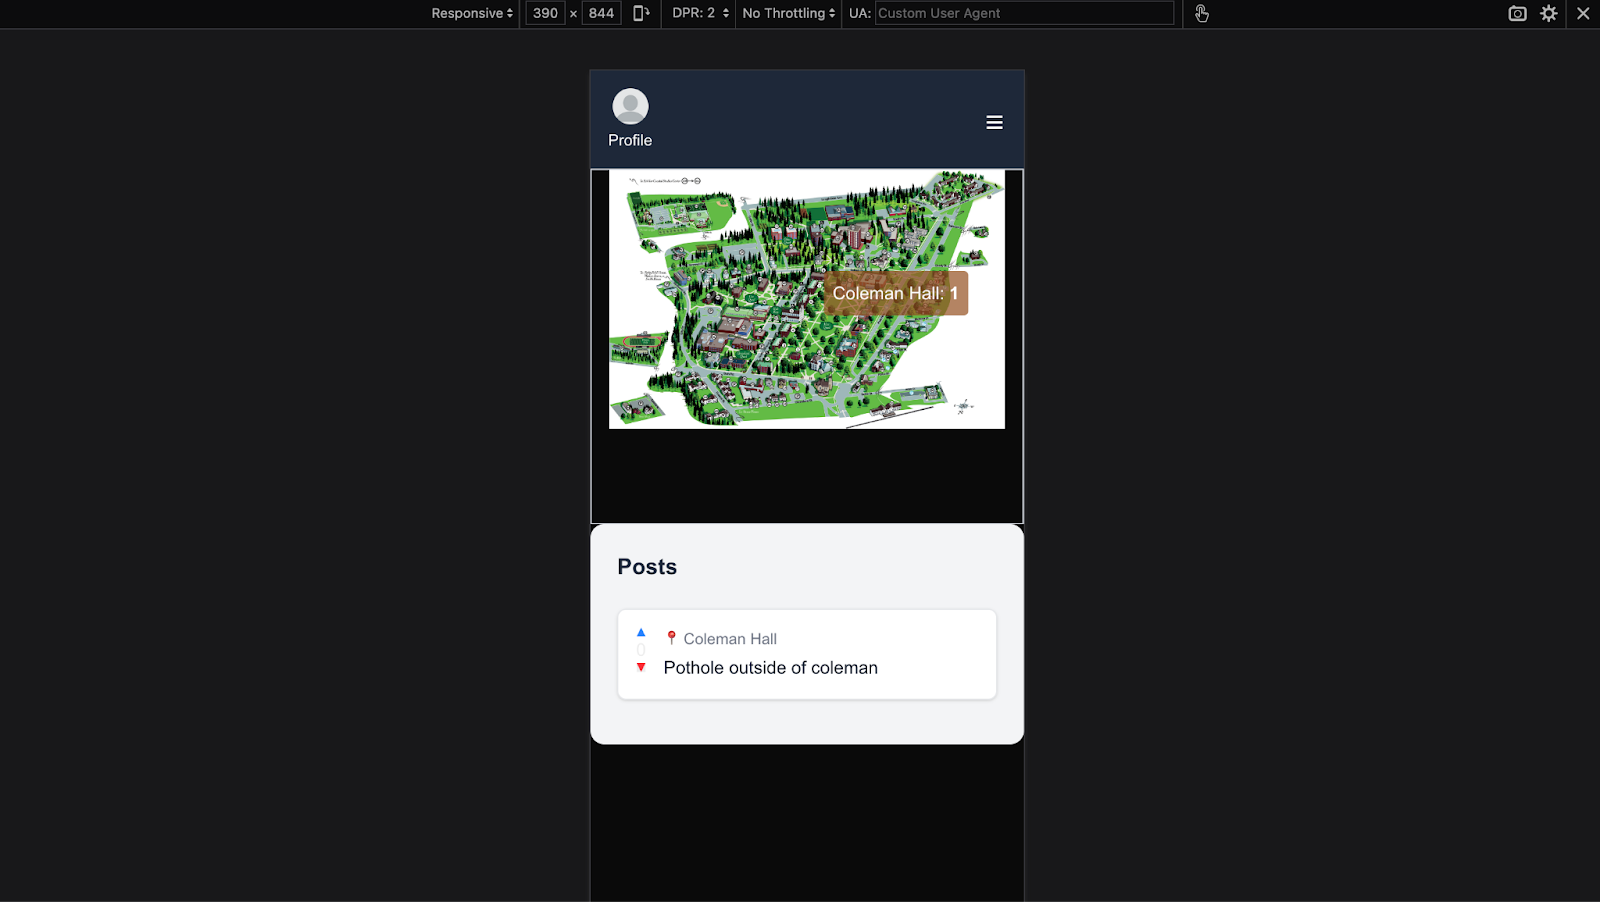 Responsive 390 × 844 DPR: 2 No Throttling UA: Custom User Agent
Profile
Coleman Hall: 1
Posts
Coleman Hall
0
Pothole outside of coleman